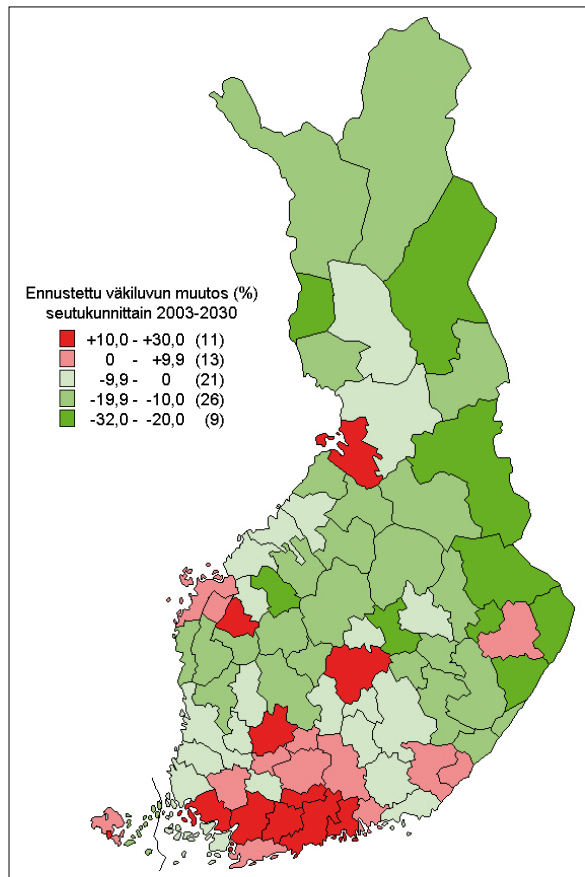 Ennustettu väkiluvun muutos (%)
seutukunnittain 2003-2030
+10,0 - +30,0 (11)
0 - +9,9 (13)
-9,9 - 0 (21)
-19,9 - -10,0 (26)
-32,0 - -20,0 (9)